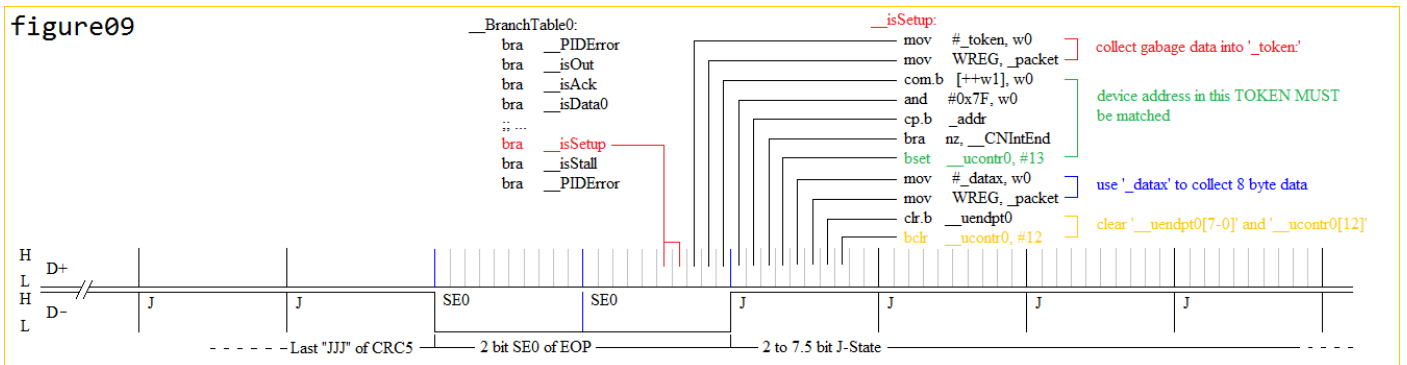 figure09
__BranchTable0:
bra __PIDError
bra __isOut
bra __isAck
bra __isData0
;; ...
bra __isSetup
bra __isStall
bra __PIDError
__isSetup:
mov #_token, w0
mov WREG, _packet
com.b [++w1], w0
and #0x7F, w0
cp.b _addr
bra nz, __CNIntEnd
bset __ucontr0, #13
mov #_datax, w0
mov WREG, _packet
clr.b __uendpt0
bclr __ucontr0, #12
collect gabage data into '_token:'
device address in this TOKEN MUST
be matched
use '_datax' to collect 8 byte data
clear '__uendpt0[7-0]' and '__ucontr0[12]'
H
D+
L
H
D−
L
J J SE0 SE0 J J J J
Last "JJJ" of CRC5 2 bit SE0 of EOP 2 to 7.5 bit J-State